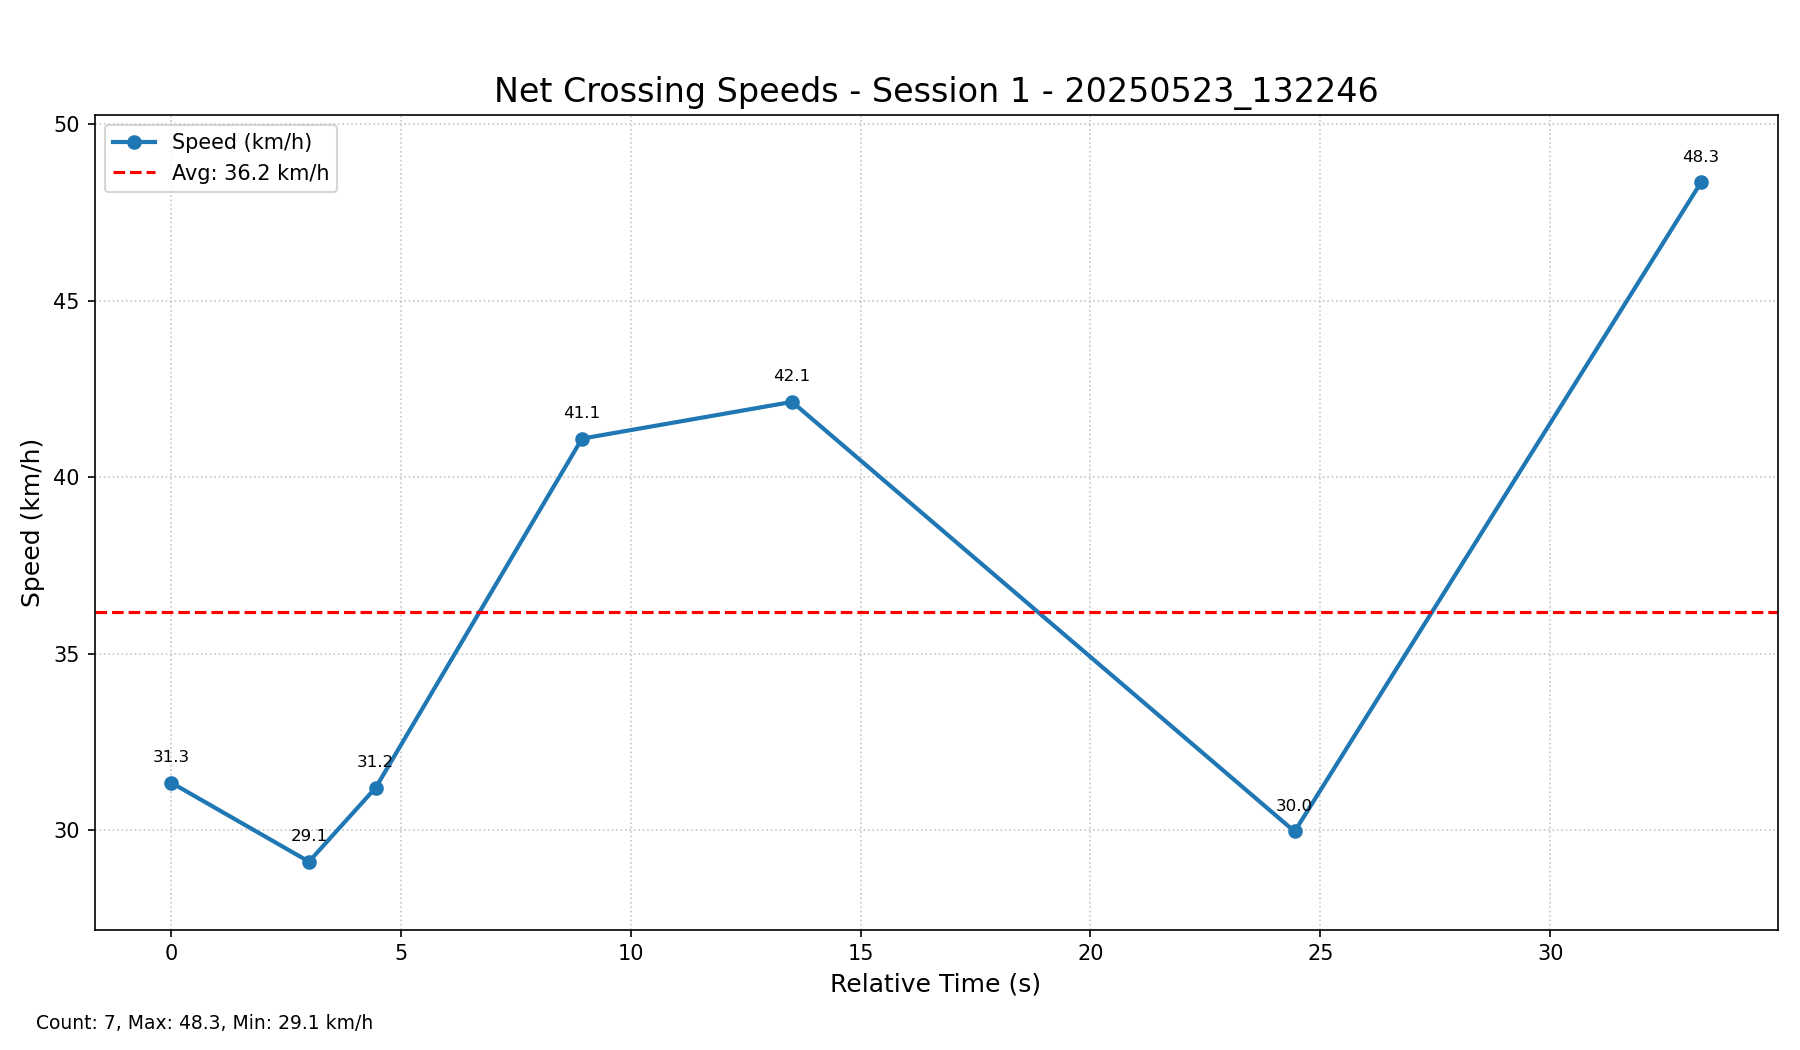 Net Crossing Speeds - Session 1 - 20250523_132246
Speed (km/h)
Avg: 36.2 km/h
50
45
40
35
30
Speed (km/h)
31.3
29.1
31.2
41.1
42.1
30.0
48.3
0 5 10 15 20 25 30
Relative Time (s)
Count: 7, Max: 48.3, Min: 29.1 km/h